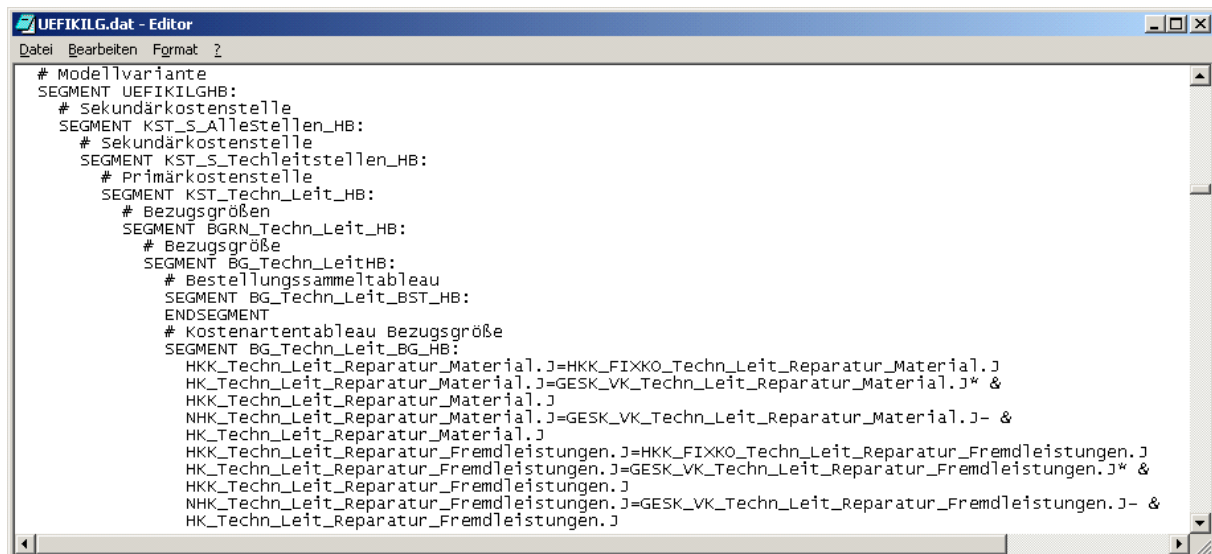 UEFIKILG.dat - Editor
Datei Bearbeiten Format ?
# Modellvariante
SEGMENT UEFIKILGHB:
# Sekundärkostenstelle
SEGMENT KST_S_AlleStellen_HB:
# Sekundärkostenstelle
SEGMENT KST_S_Techleitstellen_HB:
# Primärkostenstelle
SEGMENT KST_Techn_Leit_HB:
# Bezugsgrößen
SEGMENT BGRN_Techn_Leit_HB:
# Bezugsgröße
SEGMENT BG_Techn_LeitHB:
# Bestellungssammeltableau
SEGMENT BG_Techn_Leit_BST_HB:
ENDSEGMENT
# Kostenartentableau Bezugsgröße
SEGMENT BG_Techn_Leit_BG_HB:
HKK_Techn_Leit_Reparatur_Material.J=HKK_FIXKO_Techn_Leit_Reparatur_Material.J
HK_Techn_Leit_Reparatur_Material.J=GESK_VK_Techn_Leit_Reparatur_Material.J* &
HKK_Techn_Leit_Reparatur_Material.J
NHK_Techn_Leit_Reparatur_Material.J=GESK_VK_Techn_Leit_Reparatur_Material.J- &
HK_Techn_Leit_Reparatur_Material.J
HKK_Techn_Leit_Reparatur_Fremdleistungen.J=HKK_FIXKO_Techn_Leit_Reparatur_Fremdleistungen.J
HK_Techn_Leit_Reparatur_Fremdleistungen.J=GESK_VK_Techn_Leit_Reparatur_Fremdleistungen.J* &
HKK_Techn_Leit_Reparatur_Fremdleistungen.J
NHK_Techn_Leit_Reparatur_Fremdleistungen.J=GESK_VK_Techn_Leit_Reparatur_Fremdleistungen.J- &
HK_Techn_Leit_Reparatur_Fremdleistungen.J